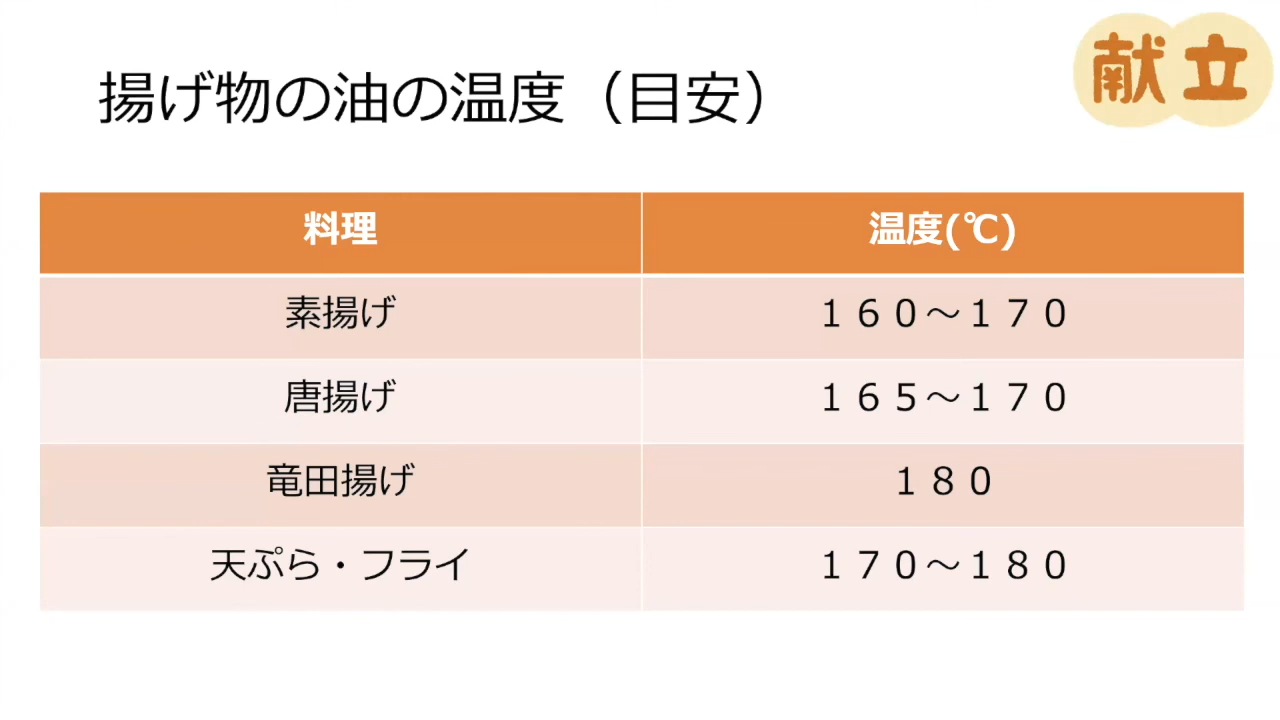 献立
揚げ物の油の温度（目安）
料理 温度(℃)
素揚げ １６０～１７０
唐揚げ １６５～１７０
竜田揚げ １８０
天ぷら・フライ １７０～１８０